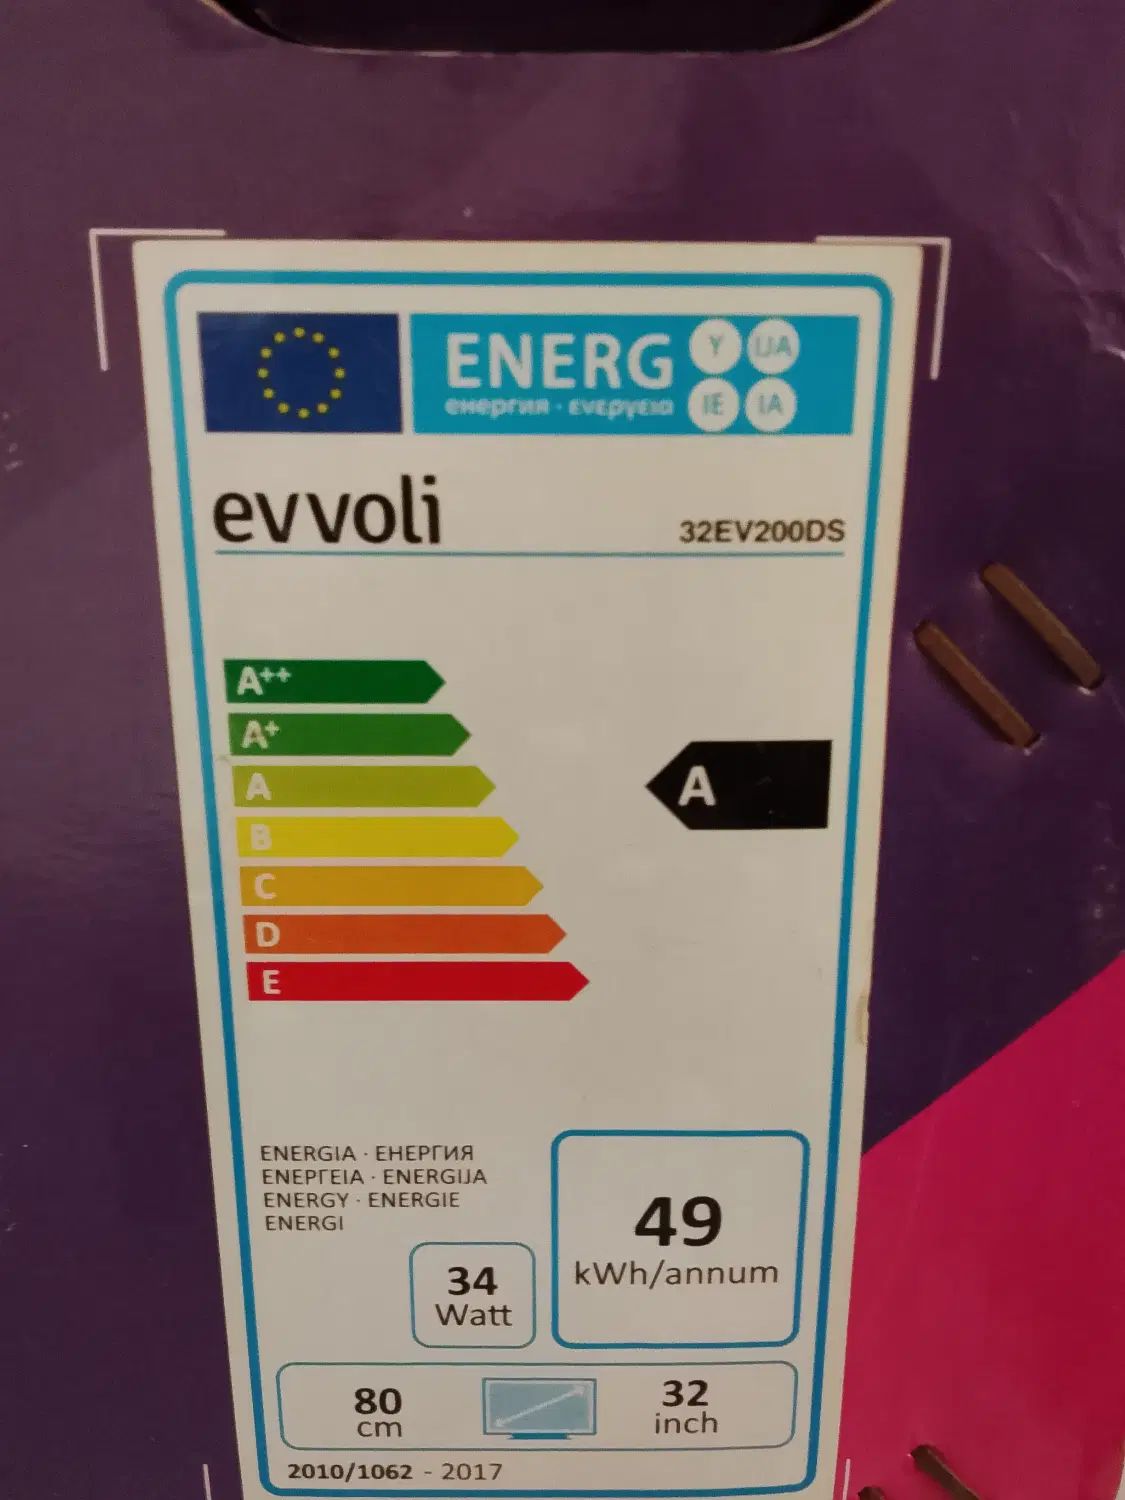 ENERG Y IJA
енергия · ενεργεια IE IA
evvoli 32EV200DS
A++
A+
A
A
B
C
D
E
ENERGIA · ЕНЕРГИЯ
ΕΝΕΡΓΕΙΑ · ENERGIJA
ENERGY · ENERGIE
ENERGI
49
kWh/annum
34
Watt
80
cm
32
inch
2010/1062 - 2017